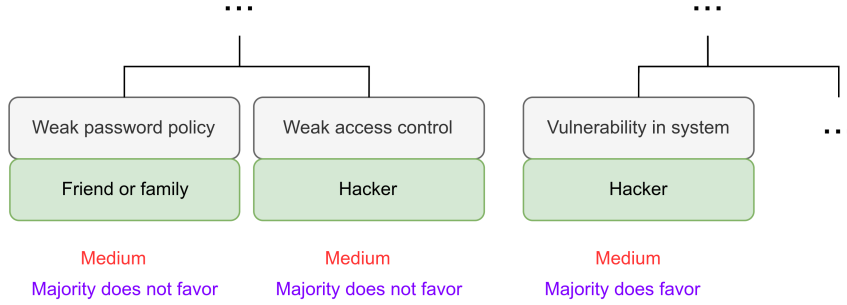 ... ...
Weak password policy Weak access control Vulnerability in system ..
Friend or family Hacker Hacker
Medium Medium Medium
Majority does not favor Majority does not favor Majority does favor